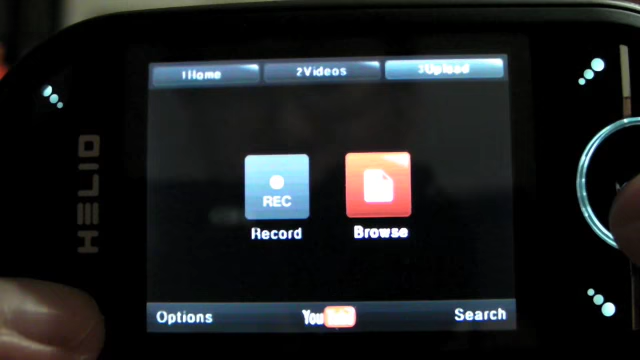 1Home 2Videos 3Upload
HELIO
REC
Record Browse
Options YouTube Search